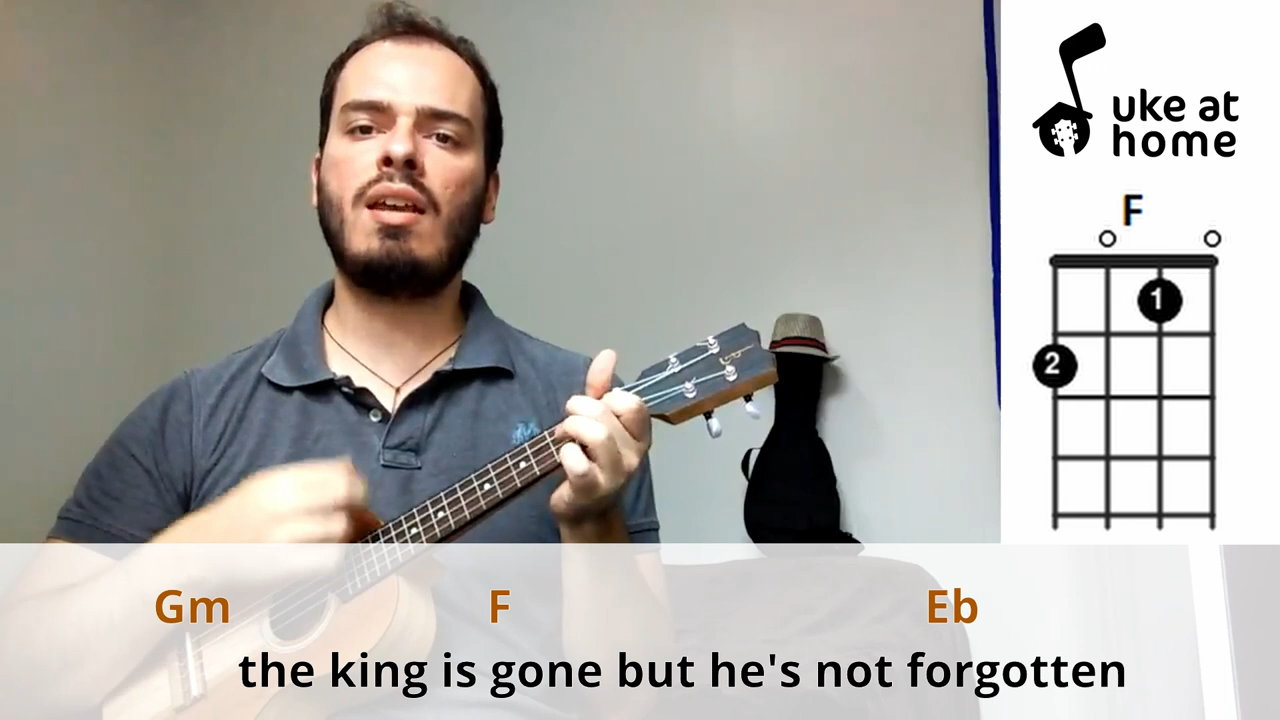 uke at
home
F
1
2
Gm F Eb
the king is gone but he's not forgotten